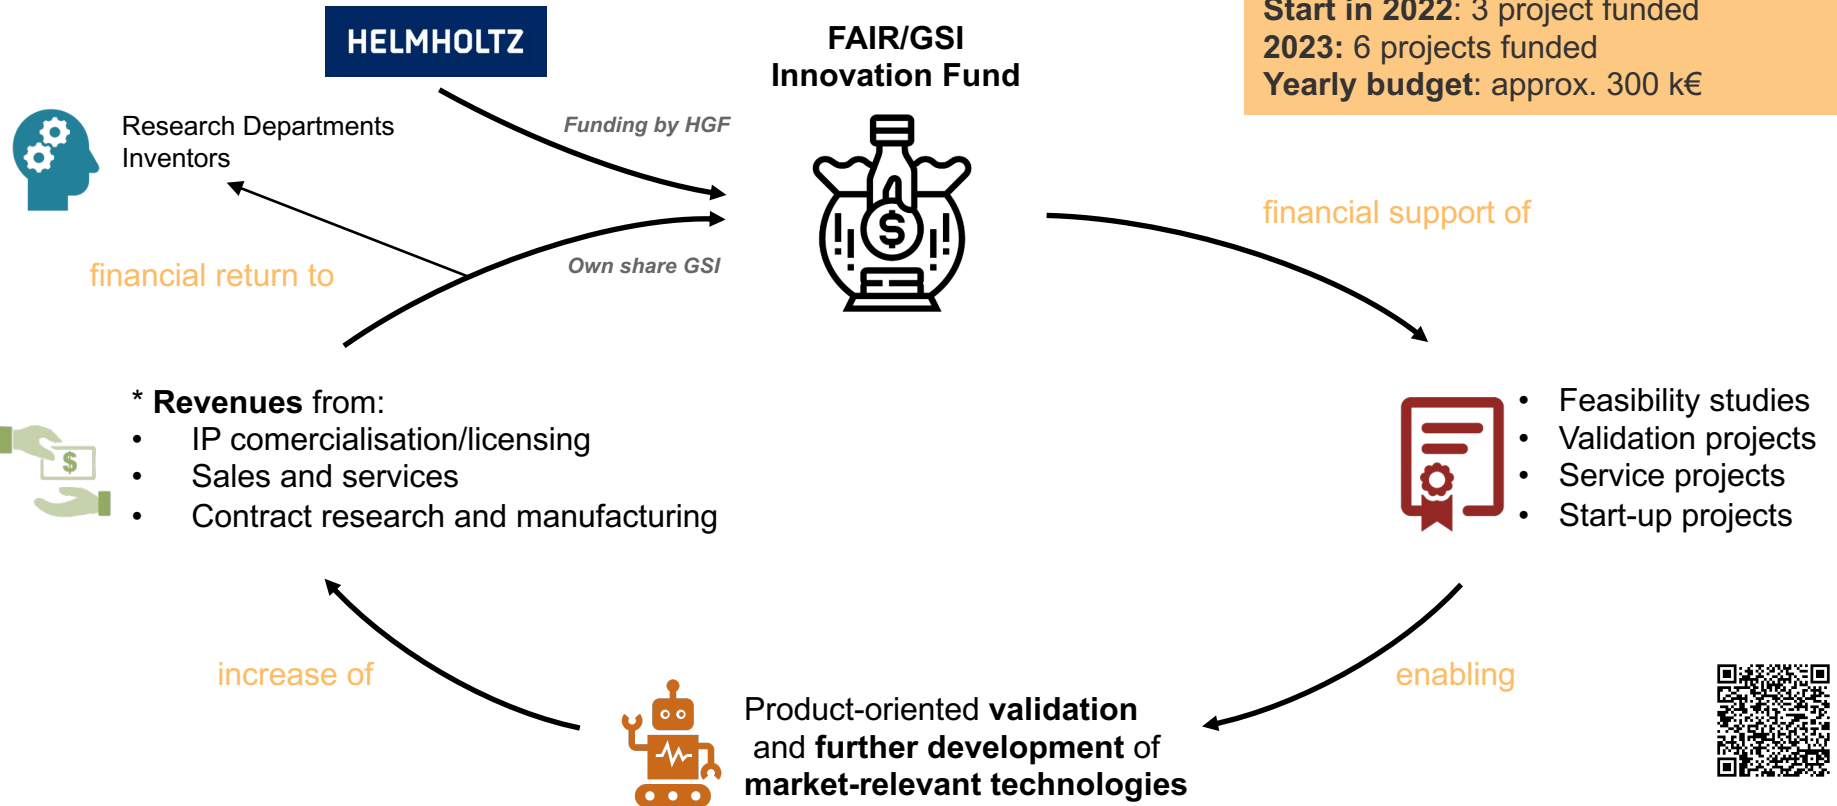 HELMHOLTZ
FAIR/GSI
Innovation Fund
Start in 2022: 3 project funded
2023: 6 projects funded
Yearly budget: approx. 300 k€
Research Departments
Inventors
Funding by HGF
financial support of
financial return to
Own share GSI
* Revenues from:
• IP comercialisation/licensing
• Sales and services
• Contract research and manufacturing
• Feasibility studies
• Validation projects
• Service projects
• Start-up projects
increase of
enabling
Product-oriented validation
and further development of
market-relevant technologies